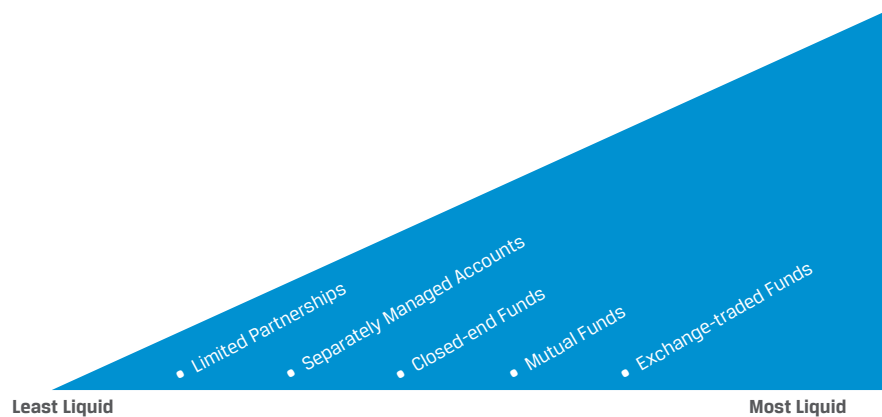 • Limited Partnerships
• Separately Managed Accounts
• Closed-end Funds
• Mutual Funds
• Exchange-traded Funds
Least Liquid
Most Liquid